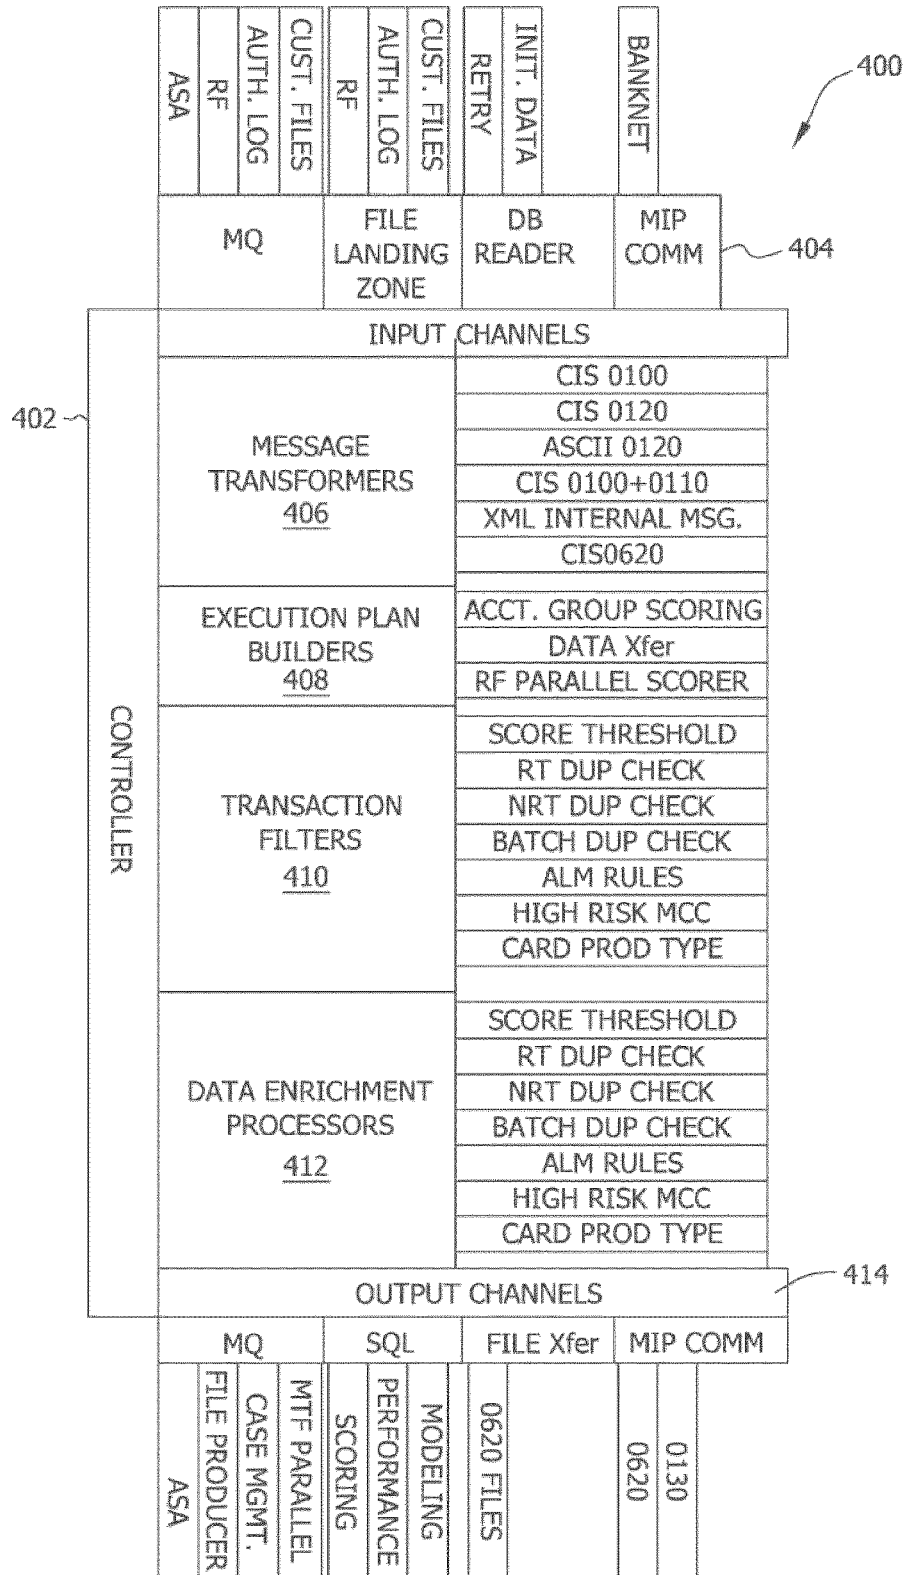 ASA
RF
AUTH. LOG
CUST. FILES
RF
AUTH. LOG
CUST. FILES
RETRY
INIT. DATA
BANKNET
400
MQ
FILE
LANDING
ZONE
DB
READER
MIP
COMM
404
INPUT CHANNELS
402
CONTROLLER
MESSAGE
TRANSFORMERS
406
CIS 0100
CIS 0120
ASCII 0120
CIS 0100+0110
XML INTERNAL MSG.
CIS0620
EXECUTION PLAN
BUILDERS
408
ACCT. GROUP SCORING
DATA Xfer
RF PARALLEL SCORER
TRANSACTION
FILTERS
410
SCORE THRESHOLD
RT DUP CHECK
NRT DUP CHECK
BATCH DUP CHECK
ALM RULES
HIGH RISK MCC
CARD PROD TYPE
DATA ENRICHMENT
PROCESSORS
412
SCORE THRESHOLD
RT DUP CHECK
NRT DUP CHECK
BATCH DUP CHECK
ALM RULES
HIGH RISK MCC
CARD PROD TYPE
OUTPUT CHANNELS
414
MQ
SQL
FILE Xfer
MIP COMM
ASA
FILE PRODUCER
CASE MGMT.
MTF PARALLEL
SCORING
PERFORMANCE
MODELING
0620 FILES
0620
0130